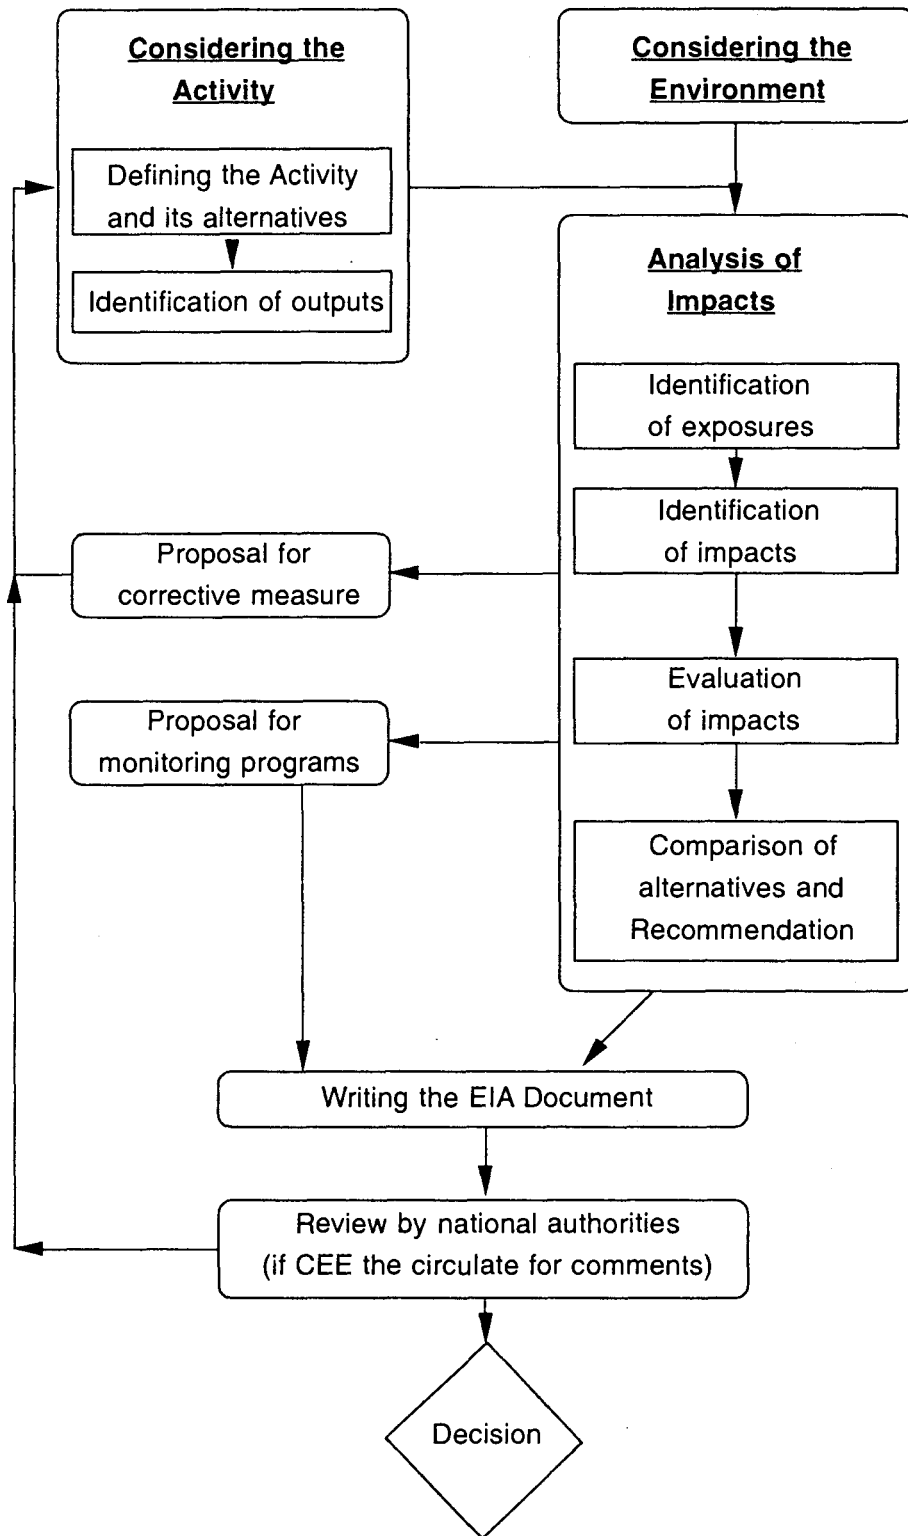 Considering the
Activity
Defining the Activity
and its alternatives
Identification of outputs
Considering the
Environment
Analysis of
Impacts
Identification
of exposures
Identification
of impacts
Evaluation
of impacts
Comparison of
alternatives and
Recommendation
Proposal for
corrective measure
Proposal for
monitoring programs
Writing the EIA Document
Review by national authorities
(if CEE the circulate for comments)
Decision